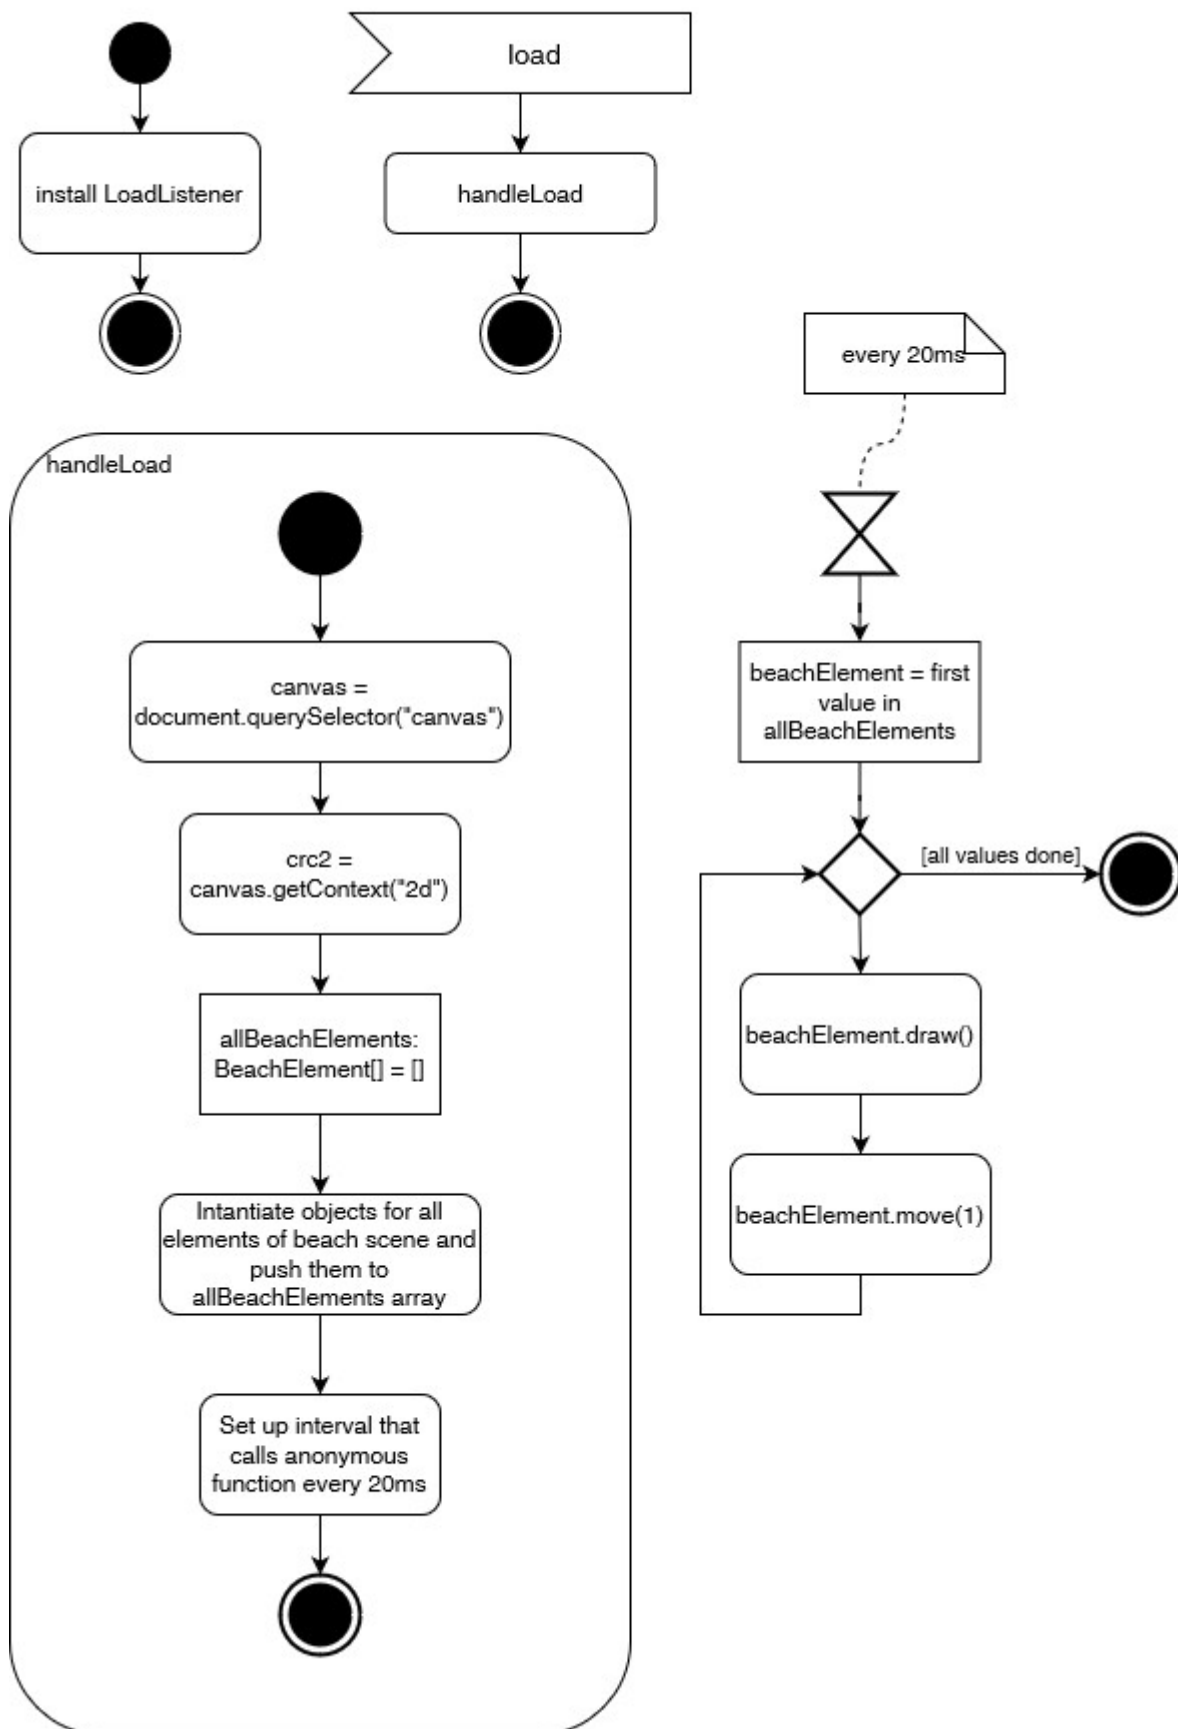 load
install LoadListener
handleLoad
every 20ms
handleLoad
canvas =
document.querySelector("canvas")
crc2 =
canvas.getContext("2d")
allBeachElements:
BeachElement[] = []
Intantiate objects for all
elements of beach scene and
push them to
allBeachElements array
Set up interval that
calls anonymous
function every 20ms
beachElement = first
value in
allBeachElements
[all values done]
beachElement.draw()
beachElement.move(1)